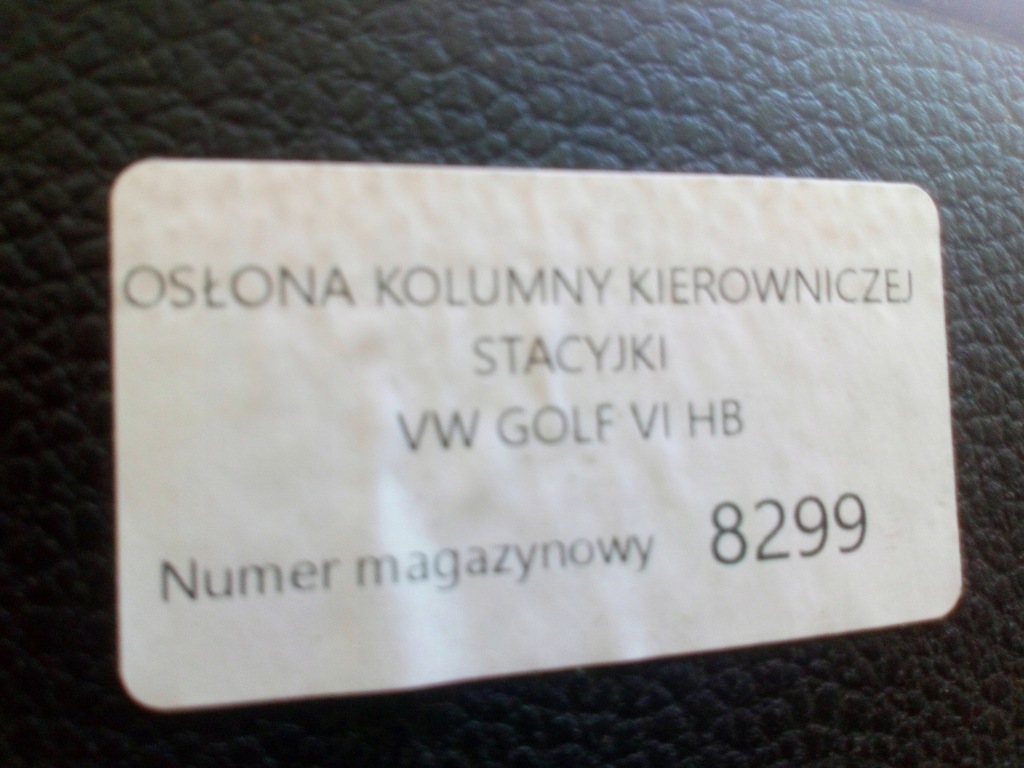 OSŁONA KOLUMNY KIEROWNICZEJ
STACYJKI
VW GOLF VI HB
Numer magazynowy 8299